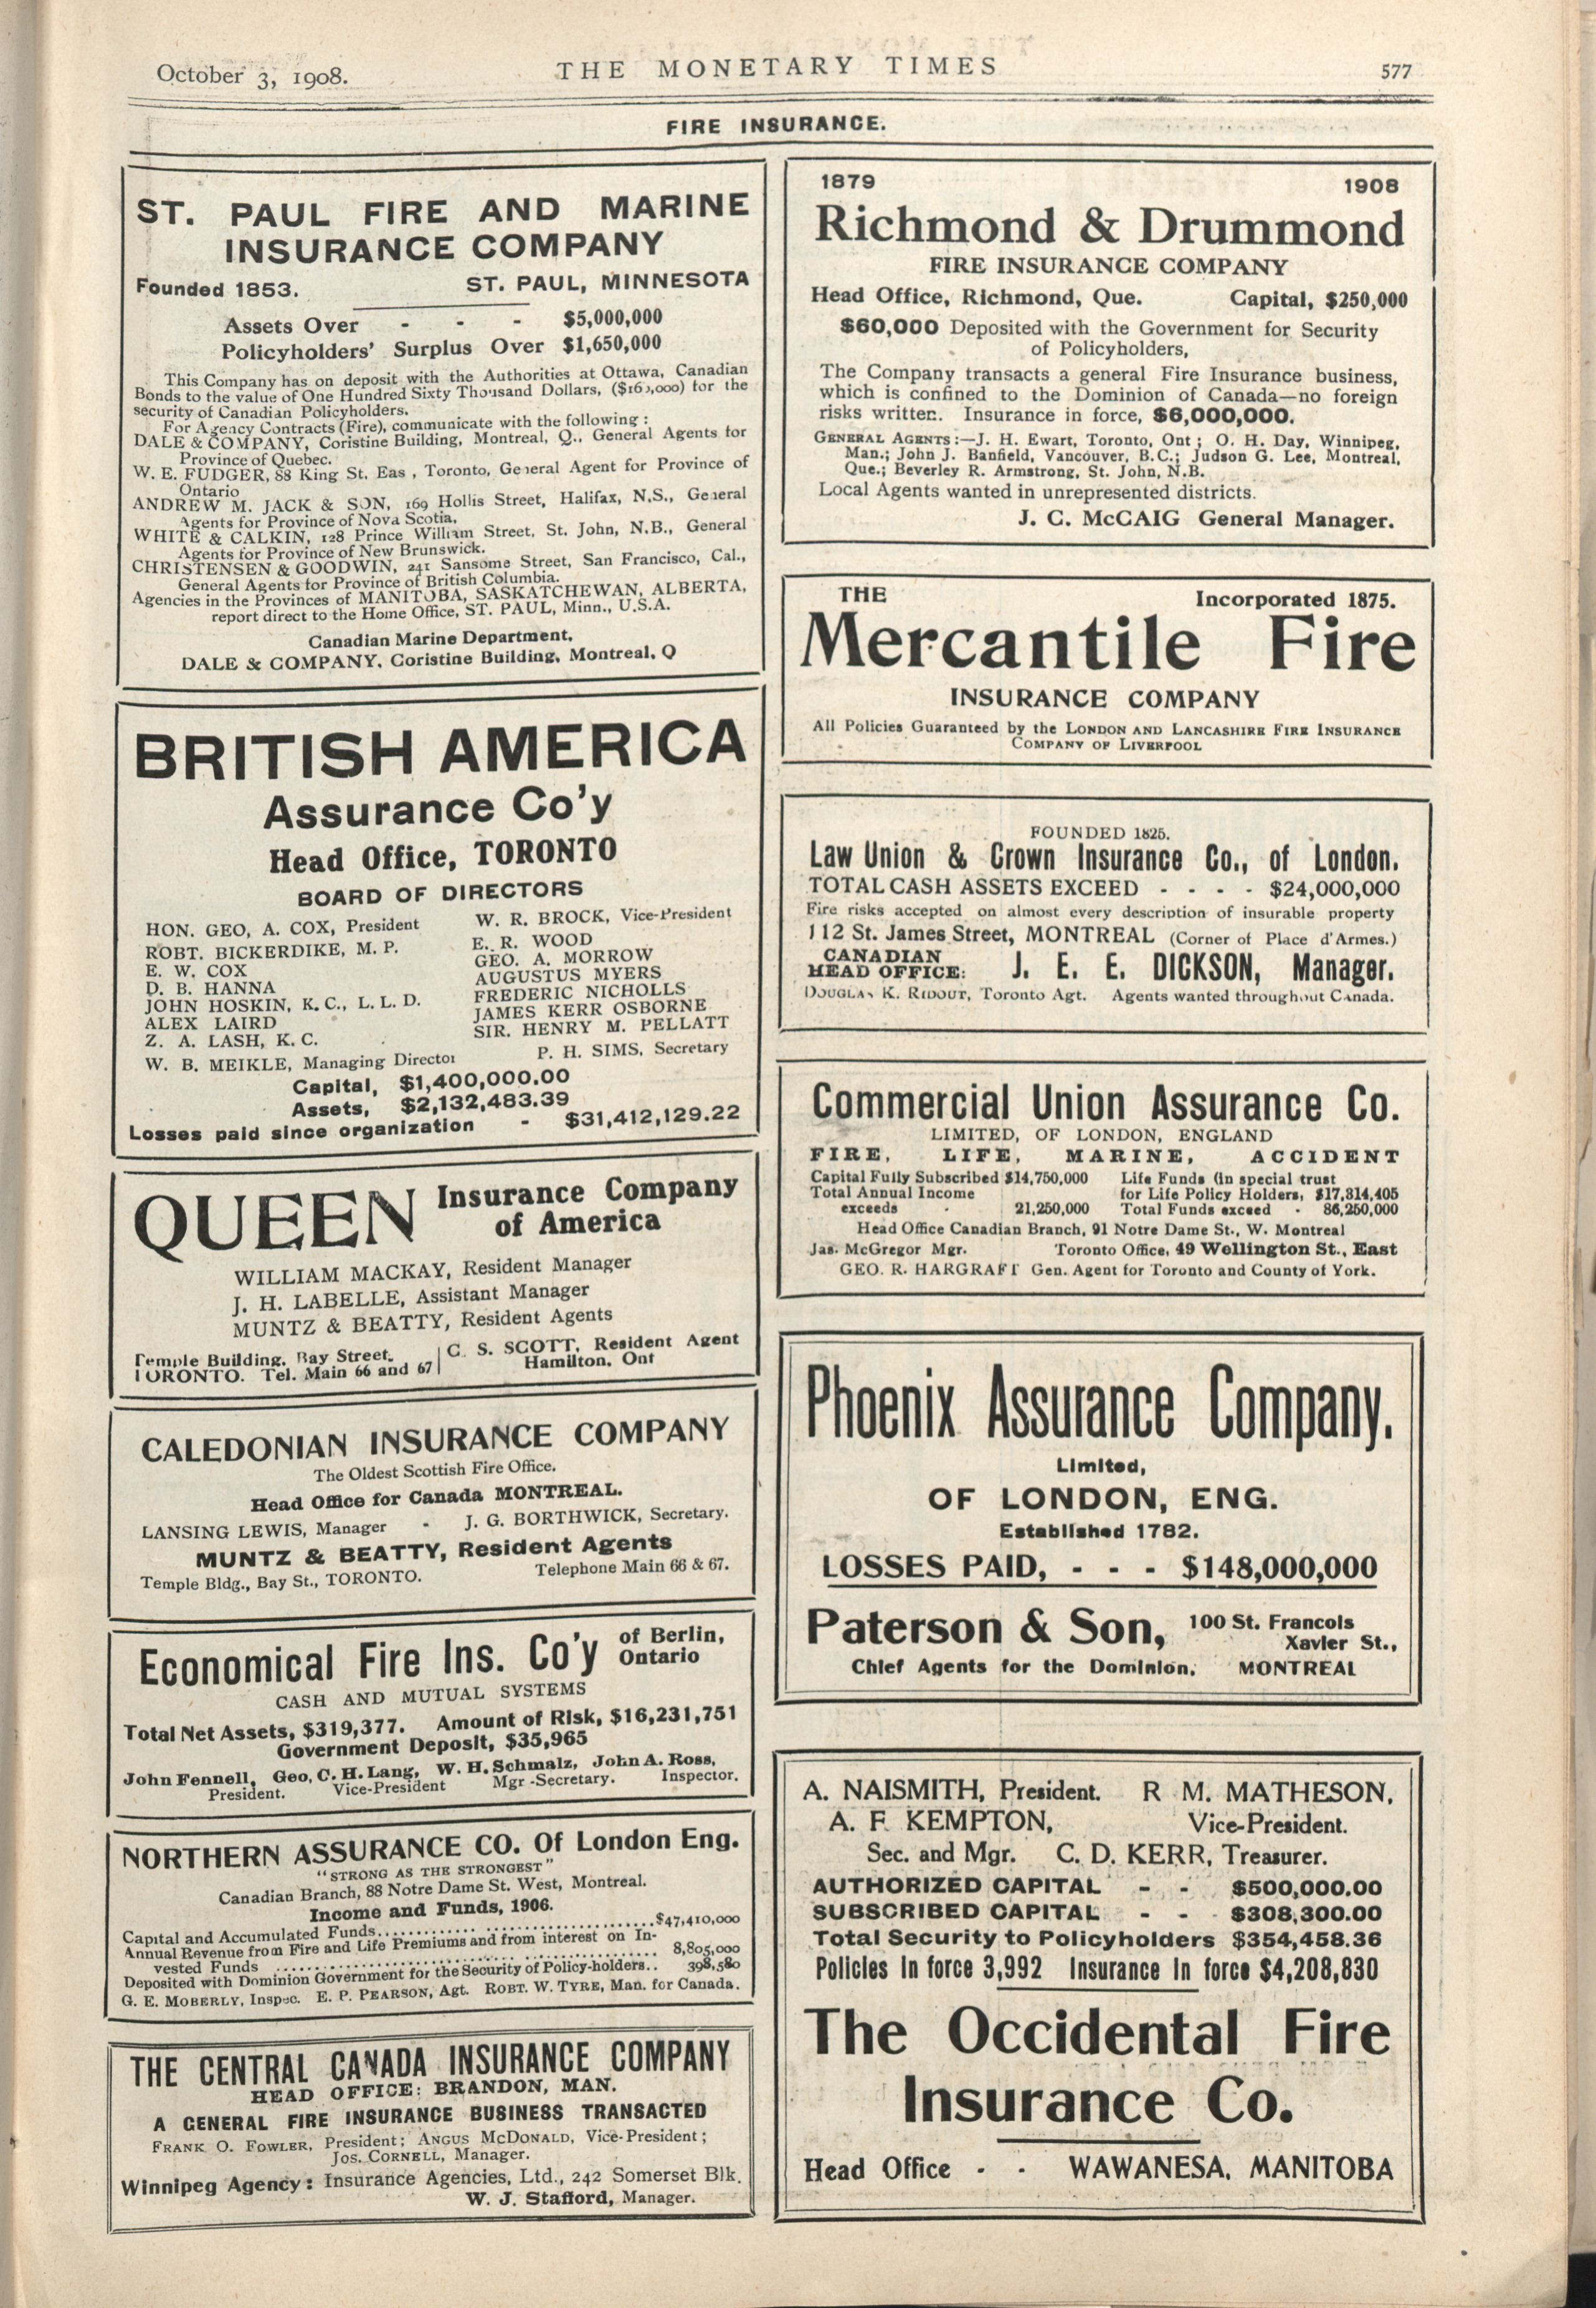 October 3, 1908.
THE MONETARY TIMES
577
FIRE INSURANCE.
ST. PAUL FIRE AND MARINE
INSURANCE COMPANY
Founded 1853. ST. PAUL, MINNESOTA
Assets Over - - - $5,000,000
Policyholders' Surplus Over $1,650,000
This Company has on deposit with the Authorities at Ottawa, Canadian
Bonds to the value of One Hundred Sixty Thousand Dollars, ($160,000) for the
security of Canadian Policyholders.
For Agency Contracts (Fire), communicate with the following :
DALE & COMPANY, Coristine Building, Montreal, Q., General Agents for
Province of Quebec.
W. E. FUDGER, 88 King St. Eas , Toronto, General Agent for Province of
Ontario
ANDREW M. JACK & SON, 169 Hollis Street, Halifax, N.S., General
Agents for Province of Nova Scotia.
WHITE & CALKIN, 128 Prince William Street, St. John, N.B., General
Agents for Province of New Brunswick.
CHRISTENSEN & GOODWIN, 241 Sansome Street, San Francisco, Cal.,
General Agents for Province of British Columbia.
Agencies in the Provinces of MANITOBA, SASKATCHEWAN, ALBERTA,
report direct to the Home Office, ST. PAUL, Minn., U.S.A.
Canadian Marine Department,
DALE & COMPANY, Coristine Building, Montreal, Q
BRITISH AMERICA
Assurance Co'y
Head Office, TORONTO
BOARD OF DIRECTORS
HON. GEO, A. COX, President W. R. BROCK, Vice-President
ROBT. BICKERDIKE, M. P. E. R. WOOD
E. W. COX GEO. A. MORROW
D. B. HANNA AUGUSTUS MYERS
JOHN HOSKIN, K. C., L. L. D. FREDERIC NICHOLLS
ALEX LAIRD JAMES KERR OSBORNE
Z. A. LASH, K. C. SIR. HENRY M. PELLATT
W. B. MEIKLE, Managing Director P. H. SIMS, Secretary
Capital, $1,400,000.00
Assets, $2,132,483.39
Losses paid since organization - $31,412,129.22
QUEEN Insurance Company
of America
WILLIAM MACKAY, Resident Manager
J. H. LABELLE, Assistant Manager
MUNTZ & BEATTY, Resident Agents
Temple Building, Bay Street, C. S. SCOTT, Resident Agent
TORONTO. Tel. Main 66 and 67 Hamilton, Ont
CALEDONIAN INSURANCE COMPANY
The Oldest Scottish Fire Office.
Head Office for Canada MONTREAL.
LANSING LEWIS, Manager - J. G. BORTHWICK, Secretary.
MUNTZ & BEATTY, Resident Agents
Temple Bldg., Bay St., TORONTO. Telephone Main 66 & 67.
Economical Fire Ins. Co'y of Berlin,
Ontario
CASH AND MUTUAL SYSTEMS
Total Net Assets, $319,377. Amount of Risk, $16,231,751
Government Deposit, $35,965
John Fennell, Geo, C. H. Lang, W. H. Schmalz, John A. Ross,
President. Vice-President Mgr -Secretary. Inspector.
NORTHERN ASSURANCE CO. Of London Eng.
"STRONG AS THE STRONGEST"
Canadian Branch, 88 Notre Dame St. West, Montreal.
Income and Funds, 1906.
Capital and Accumulated Funds.......................................$47,410,000
Annual Revenue from Fire and Life Premiums and from interest on In-
vested Funds ................................................ 8,805,000
Deposited with Dominion Government for the Security of Policy-holders.. 398,580
G. E. MOBERLY, Inspec. E. P. PEARSON, Agt. ROBT. W. TYRE, Man. for Canada.
THE CENTRAL CANADA INSURANCE COMPANY
HEAD OFFICE: BRANDON, MAN.
A GENERAL FIRE INSURANCE BUSINESS TRANSACTED
FRANK O. FOWLER, President; ANGUS MCDONALD, Vice-President;
JOS. CORNELL, Manager.
Winnipeg Agency: Insurance Agencies, Ltd., 242 Somerset Blk.
W. J. Stafford, Manager.
1879 1908
Richmond & Drummond
FIRE INSURANCE COMPANY
Head Office, Richmond, Que. Capital, $250,000
$60,000 Deposited with the Government for Security
of Policyholders,
The Company transacts a general Fire Insurance business,
which is confined to the Dominion of Canada—no foreign
risks written. Insurance in force, $6,000,000.
GENERAL AGENTS:—J. H. Ewart, Toronto, Ont ; O. H. Day, Winnipeg,
Man.; John J. Banfield, Vancouver, B.C.; Judson G. Lee, Montreal,
Que.; Beverley R. Armstrong, St. John, N.B.
Local Agents wanted in unrepresented districts.
J. C. McCAIG General Manager.
THE Incorporated 1875.
Mercantile Fire
INSURANCE COMPANY
All Policies Guaranteed by the LONDON AND LANCASHIRE FIRE INSURANCE
COMPANY OF LIVERPOOL
FOUNDED 1825.
Law Union & Crown Insurance Co., of London.
TOTAL CASH ASSETS EXCEED - - - - $24,000,000
Fire risks accepted on almost every description of insurable property
112 St. James Street, MONTREAL (Corner of Place d'Armes.)
CANADIAN
HEAD OFFICE: J. E. E. DICKSON, Manager.
DOUGLAS K. RIDOUT, Toronto Agt. Agents wanted throughout Canada.
Commercial Union Assurance Co.
LIMITED, OF LONDON, ENGLAND
FIRE, LIFE, MARINE, ACCIDENT
Capital Fully Subscribed $14,750,000 Life Funds (in special trust
Total Annual Income for Life Policy Holders, $17,314,405
exceeds - 21,250,000 Total Funds exceed - 86,250,000
Head Office Canadian Branch, 91 Notre Dame St., W. Montreal
Jas. McGregor Mgr. Toronto Office, 49 Wellington St., East
GEO. R. HARGRAFT Gen. Agent for Toronto and County of York.
Phoenix Assurance Company.
Limited,
OF LONDON, ENG.
Established 1782.
LOSSES PAID, - - - $148,000,000
Paterson & Son, 100 St. Francois
Xavier St.,
Chief Agents for the Dominion. MONTREAL
A. NAISMITH, President. R M. MATHESON,
A. F. KEMPTON, Vice-President.
Sec. and Mgr. C. D. KERR, Treasurer.
AUTHORIZED CAPITAL - - $500,000.00
SUBSCRIBED CAPITAL - - $308,300.00
Total Security to Policyholders $354,458.36
Policies in force 3,992 Insurance in force $4,208,830
The Occidental Fire
Insurance Co.
Head Office - - WAWANESA, MANITOBA